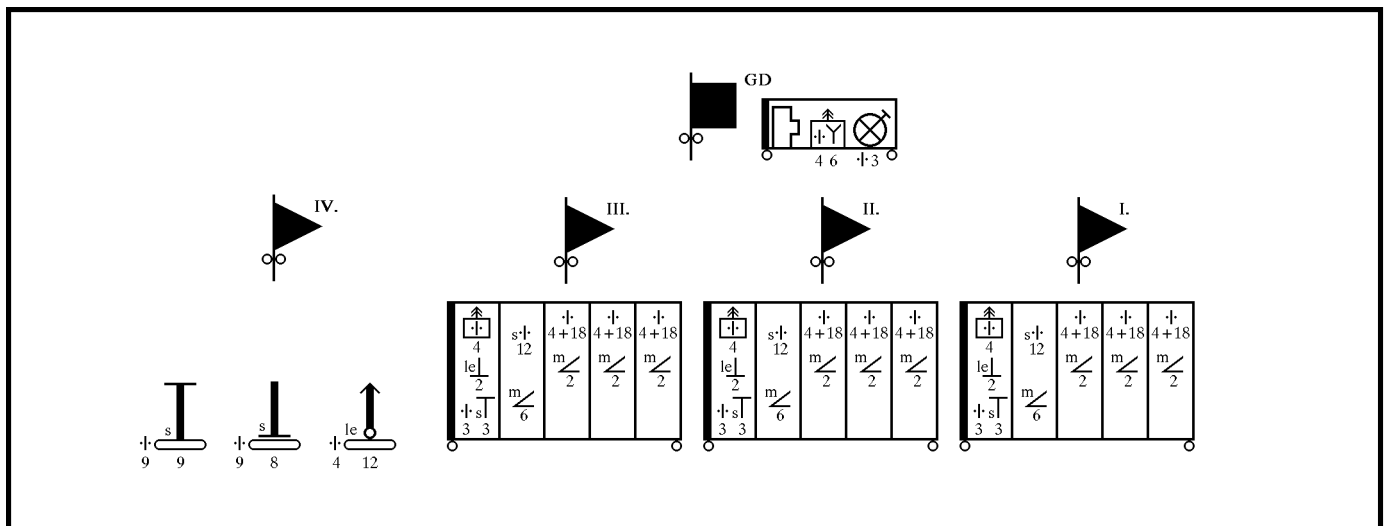 GD
4 6 3
IV. III. II. I.
4 4 4
s 12 s 12 s 12
4+18 4+18 4+18 4+18 4+18 4+18 4+18 4+18 4+18
le 2 le 2 le 2
m 2 m 2 m 2 m 2 m 2 m 2 m 2 m 2 m 2
m 6 m 6 m 6
s s s
3 3 3 3 3 3
s s le
9 9 9 8 4 12